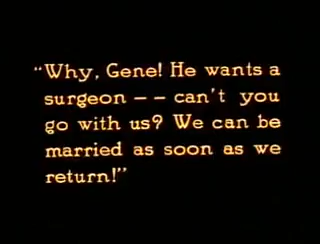 "Why, Gene! He wants a
surgeon -- can't you
go with us? We can be
married as soon as we
return!"